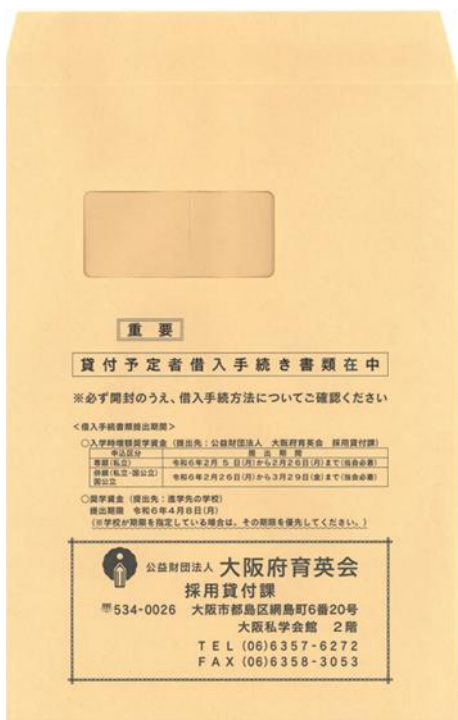 重要
貸付予定者借入手続き書類在中
※必ず開封のうえ、借入手続方法についてご確認ください
<借入手続書類提出期間>
○入学時増額奨学資金 (提出先:公益財団法人 大阪府育英会 採用貸付課)
申込区分 提出期間
専願(私立) 令和6年2月5日(月)から2月26日(月)まで(当会必着)
併願(私立・国公立)
国公立 令和6年2月26日(月)から3月29日(金)まで(当会必着)
○奨学資金 (提出先:進学先の学校)
提出期限 令和6年4月8日(月)
(※学校が期限を指定している場合は、その期限を優先してください。)
公益財団法人 大阪府育英会
採用貸付課
〠534-0026 大阪市都島区網島町6番20号
大阪私学会館 2階
TEL (06)6357-6272
FAX (06)6358-3053